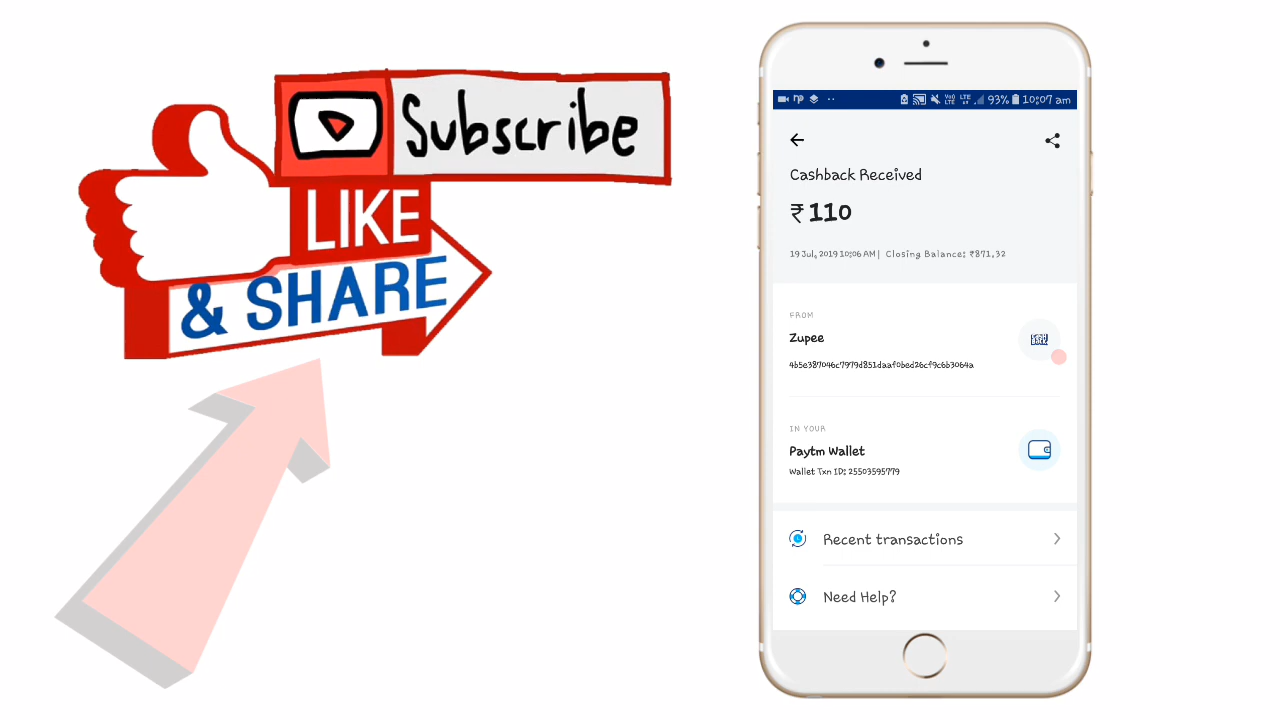 Subscribe
LIKE
& SHARE
93% 10:07 am
Cashback Received
₹110
19 Jul, 2019 10:06 AM | Closing Balance: ₹871.32
FROM
Zupee
4b5e387046c7979d851daaf0bed26cf9c6b3064a
IN YOUR
Paytm Wallet
Wallet Txn ID: 25503595779
Recent transactions
Need Help?